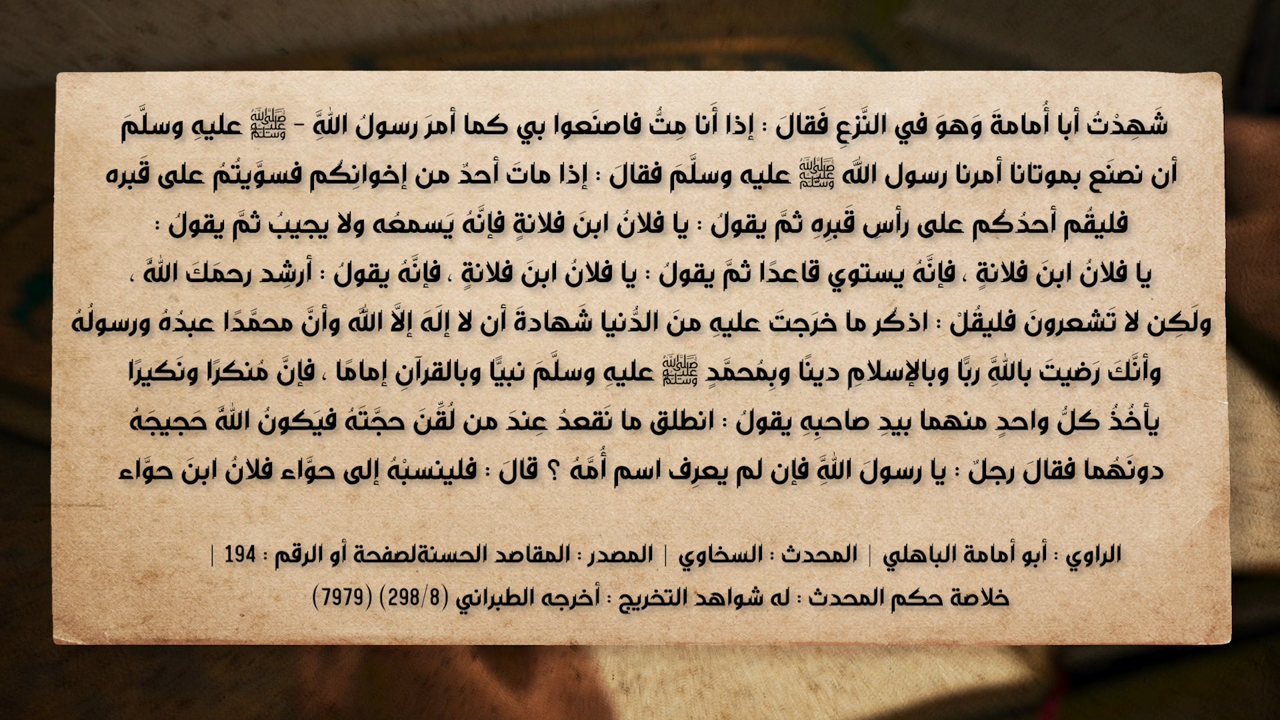 شَهِدْتُ أبا أُمامةَ وَهوَ في النَّزعِ فَقالَ : إذا أَنا مِتُّ فاصنَعوا بي كما أمرَ رسولُ اللَّهَ - ﷺ عليهِ وسلَّمَ
أن نصنَع بموتانا أمرنا رسول اللَّه ﷺ عليه وسلَّمَ فقالَ : إذا ماتَ أحدٌ من إخوانِكم فسوَّيتُمُ على قَبره
فليقُم أحدُكم على رأسِ قَبرِهِ ثمَّ يقولُ : يا فلانُ ابنَ فلانةٍ فإنَّهُ يَسمعُه ولا يجيبُ ثمَّ يقولُ :
يا فلانُ ابنَ فلانةٍ ، فإنَّهُ يستوي قاعدًا ثمَّ يقولُ : يا فلانُ ابنَ فلانةٍ ، فإنَّهُ يقولُ : أرشِد رحمَكَ اللَّهُ ،
ولَكِن لا تَشعرونَ فليقُلْ : اذكُر ما خرَجتَ عليهِ منَ الدُّنيا شَهادةَ أن لا إلَهَ إلاَّ اللَّه وأنَّ محمَّدًا عبدُهُ ورسولُهُ
وأنَّكَ رَضيتَ باللَّهِ ربًّا وبالإسلامِ دينًا وبِمُحمَّدٍ ﷺ عليهِ وسلَّمَ نبيًّا وبالقرآنِ إمامًا ، فإنَّ مُنكرًا ونَكيرًا
يأخُذُ كلُّ واحدٍ منهما بيدِ صاحبِهِ يقولُ : انطلق ما نَقعدُ عِندَ من لُقِّنَ حجَّتَهُ فيَكونُ اللَّهُ حَجيجَهُ
دونَهُما فقالَ رجلٌ : يا رسولَ اللَّهِ فإن لم يعرِف اسم أُمَّهُ ؟ قالَ : فلينسبْهُ إلى حوَّاء فلانُ ابنَ حوَّاء
الراوي : أبو أمامة الباهلي | المحدث : السخاوي | المصدر : المقاصد الحسنةلصفحة أو الرقم : 194 |
خلاصة حكم المحدث : له شواهد التخريج : أخرجه الطبراني (298/8) (7979)